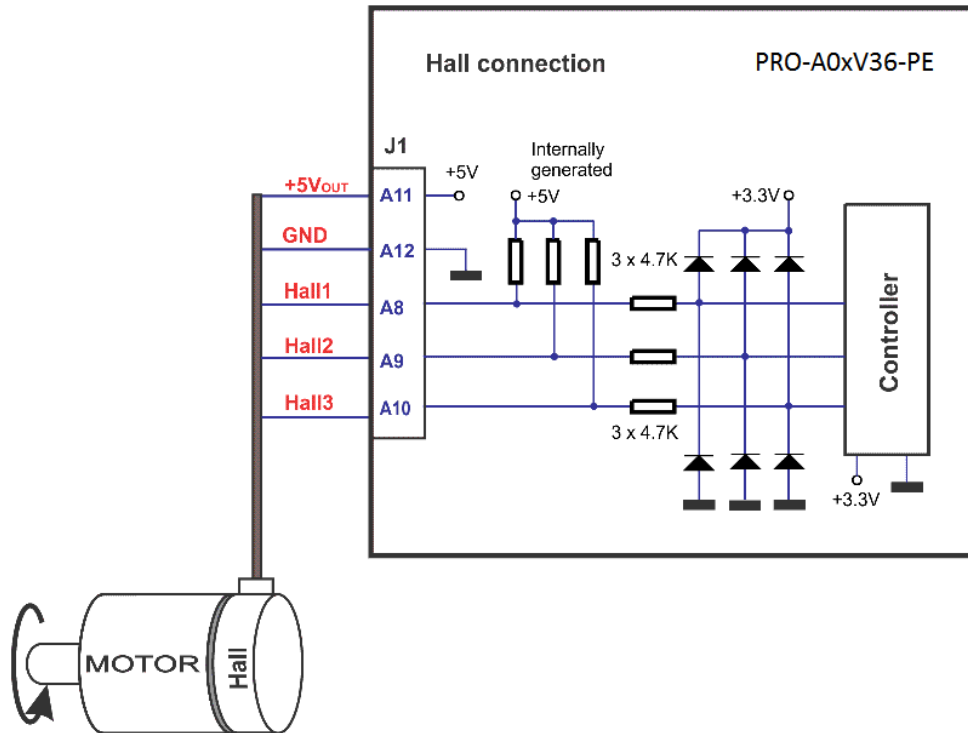 Hall connection
PRO-A0xV36-PE
J1
Internally
generated
+5V
+5V
+3.3V
+5VOUT
A11
GND
A12
3 x 4.7K
Hall1
A8
Hall2
A9
Hall3
A10
3 x 4.7K
Controller
+3.3V
MOTOR
Hall